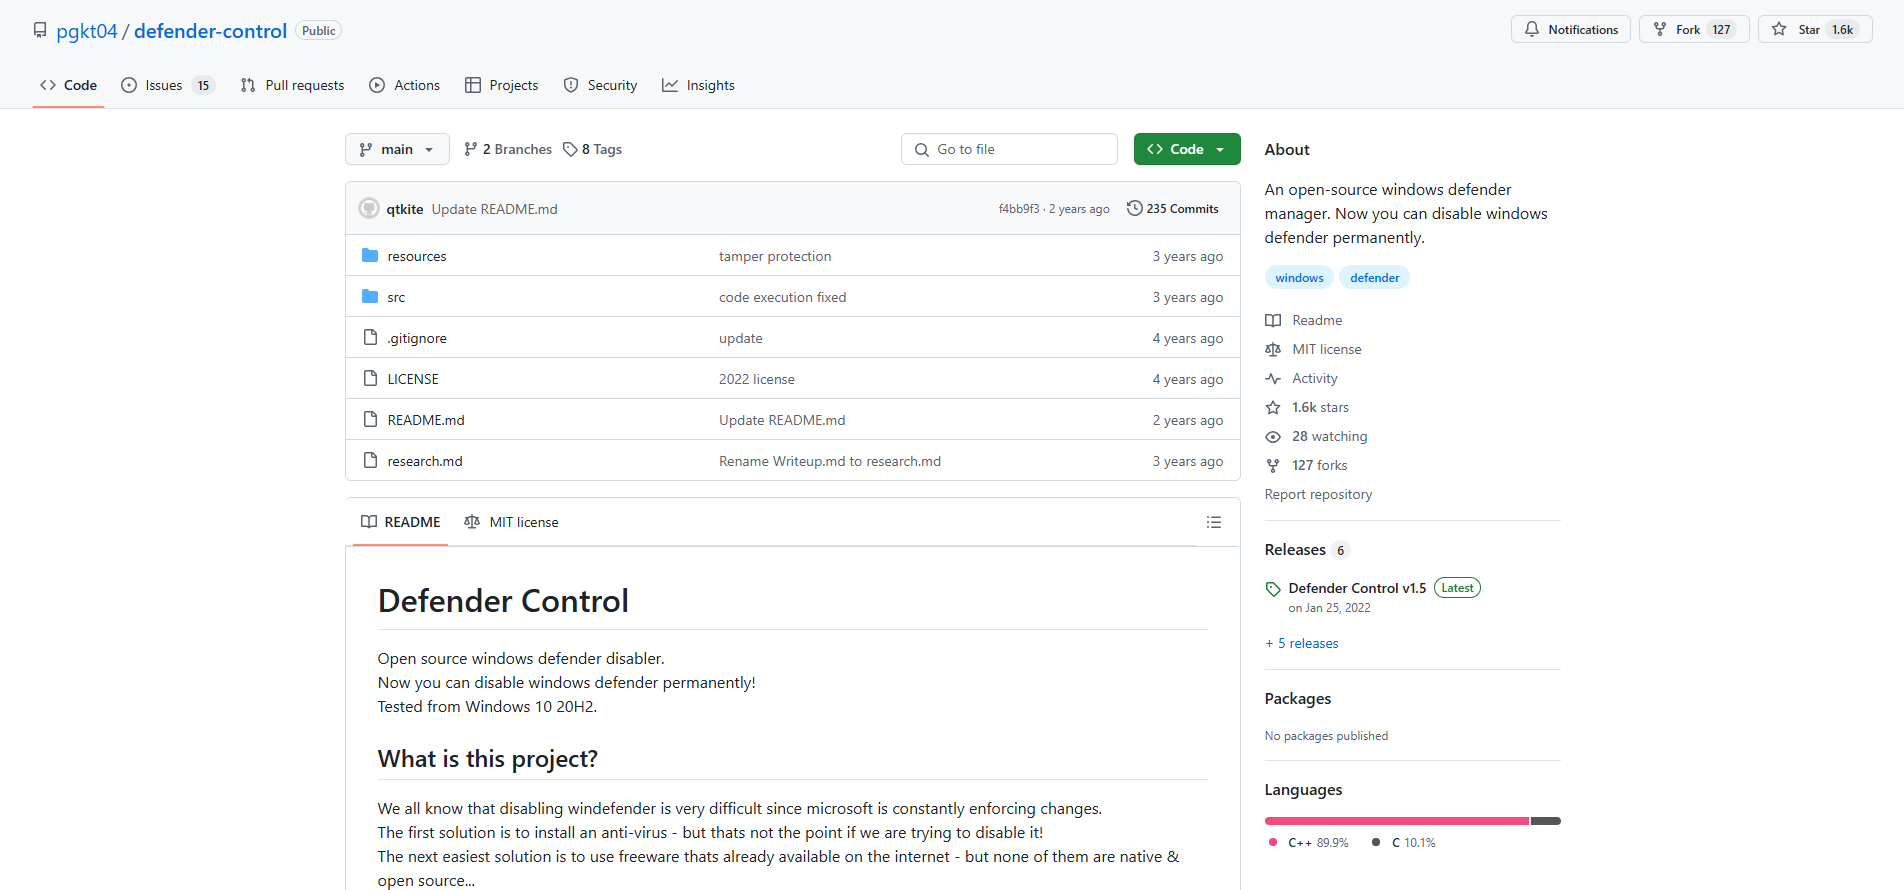 pgkt04 / defender-control Public
Notifications
Fork 127
Star 1.6k
Code
Issues 15
Pull requests
Actions
Projects
Security
Insights
main
2 Branches
8 Tags
Go to file
Code
qtkite Update README.md f4bb9f3 · 2 years ago 235 Commits
resources tamper protection 3 years ago
src code execution fixed 3 years ago
.gitignore update 4 years ago
LICENSE 2022 license 4 years ago
README.md Update README.md 2 years ago
research.md Rename Writeup.md to research.md 3 years ago
README
MIT license
Defender Control
Open source windows defender disabler.
Now you can disable windows defender permanently!
Tested from Windows 10 20H2.
What is this project?
We all know that disabling windefender is very difficult since microsoft is constantly enforcing changes.
The first solution is to install an anti-virus - but thats not the point if we are trying to disable it!
The next easiest solution is to use freeware thats already available on the internet - but none of them are native &
open source...
About
An open-source windows defender
manager. Now you can disable windows
defender permanently.
windows defender
Readme
MIT license
Activity
1.6k stars
28 watching
127 forks
Report repository
Releases 6
Defender Control v1.5 Latest
on Jan 25, 2022
+ 5 releases
Packages
No packages published
Languages
C++ 89.9% C 10.1%